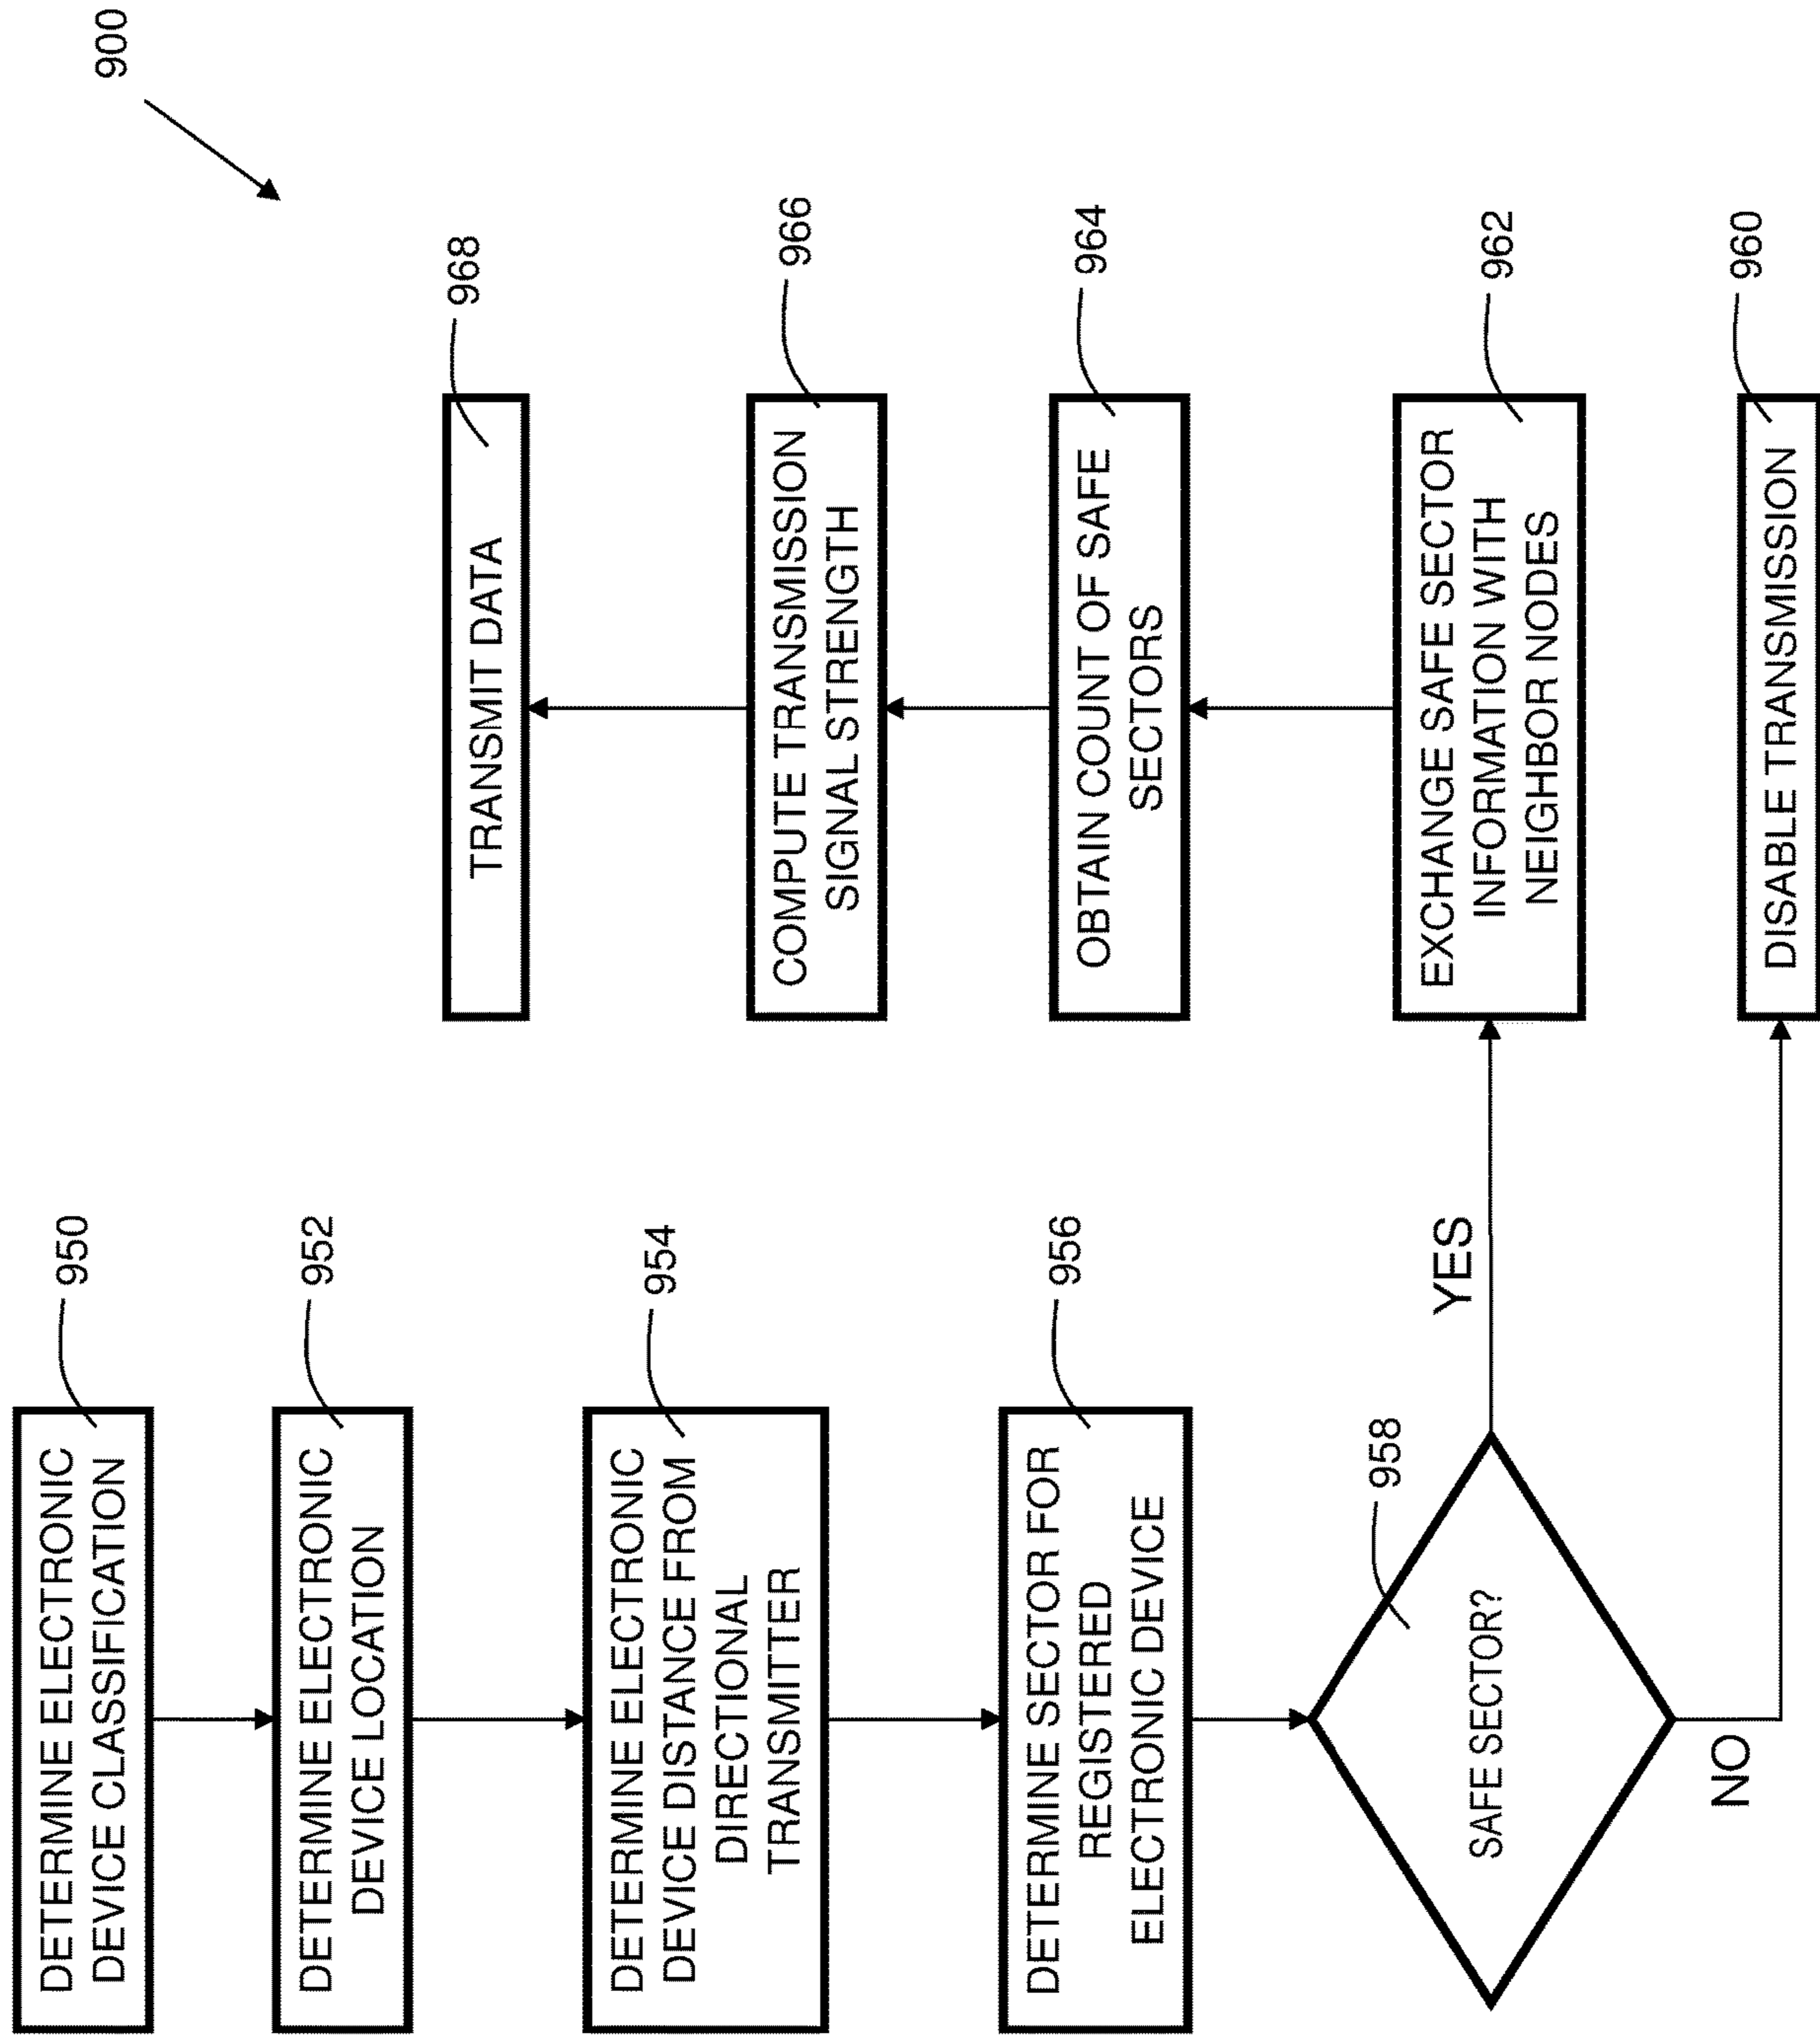 900
DETERMINE ELECTRONIC
DEVICE CLASSIFICATION
950
DETERMINE ELECTRONIC
DEVICE LOCATION
952
DETERMINE ELECTRONIC
DEVICE DISTANCE FROM
DIRECTIONAL
TRANSMITTER
954
DETERMINE SECTOR FOR
REGISTERED
ELECTRONIC DEVICE
956
SAFE SECTOR?
958
YES
NO
DISABLE TRANSMISSION
960
EXCHANGE SAFE SECTOR
INFORMATION WITH
NEIGHBOR NODES
962
OBTAIN COUNT OF SAFE
SECTORS
964
COMPUTE TRANSMISSION
SIGNAL STRENGTH
966
TRANSMIT DATA
968